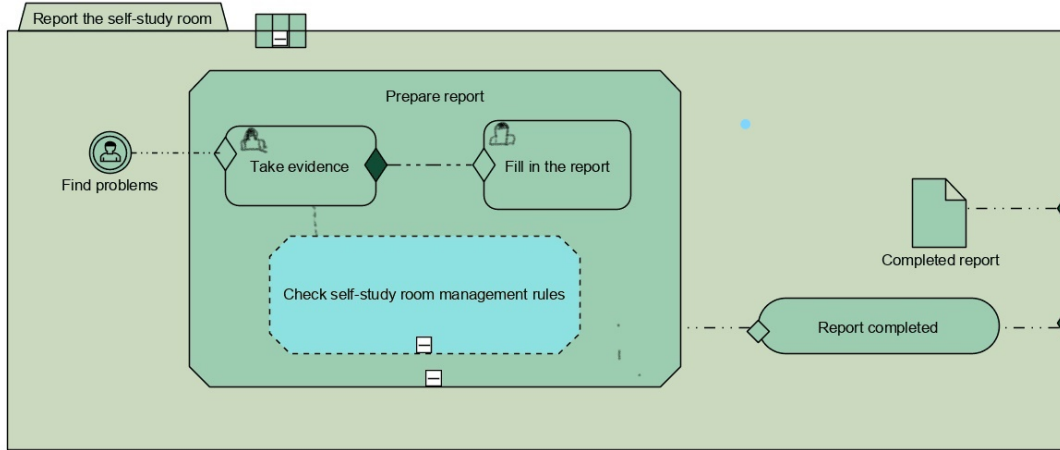 Report the self-study room
Prepare report
Take evidence
Fill in the report
Find problems
Check self-study room management rules
Completed report
Report completed